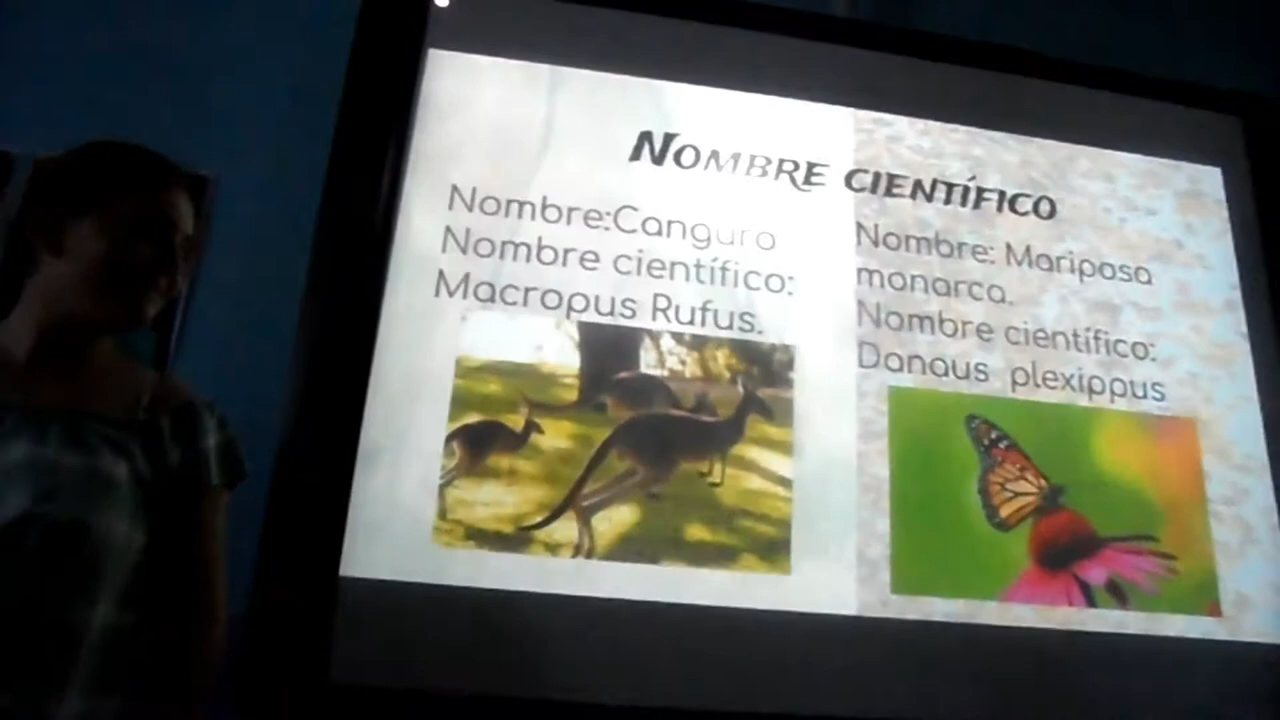 Nombre científico
Nombre:Canguro
Nombre científico:
Macropus Rufus.
Nombre: Mariposa
monarca.
Nombre científico:
Danaus plexippus